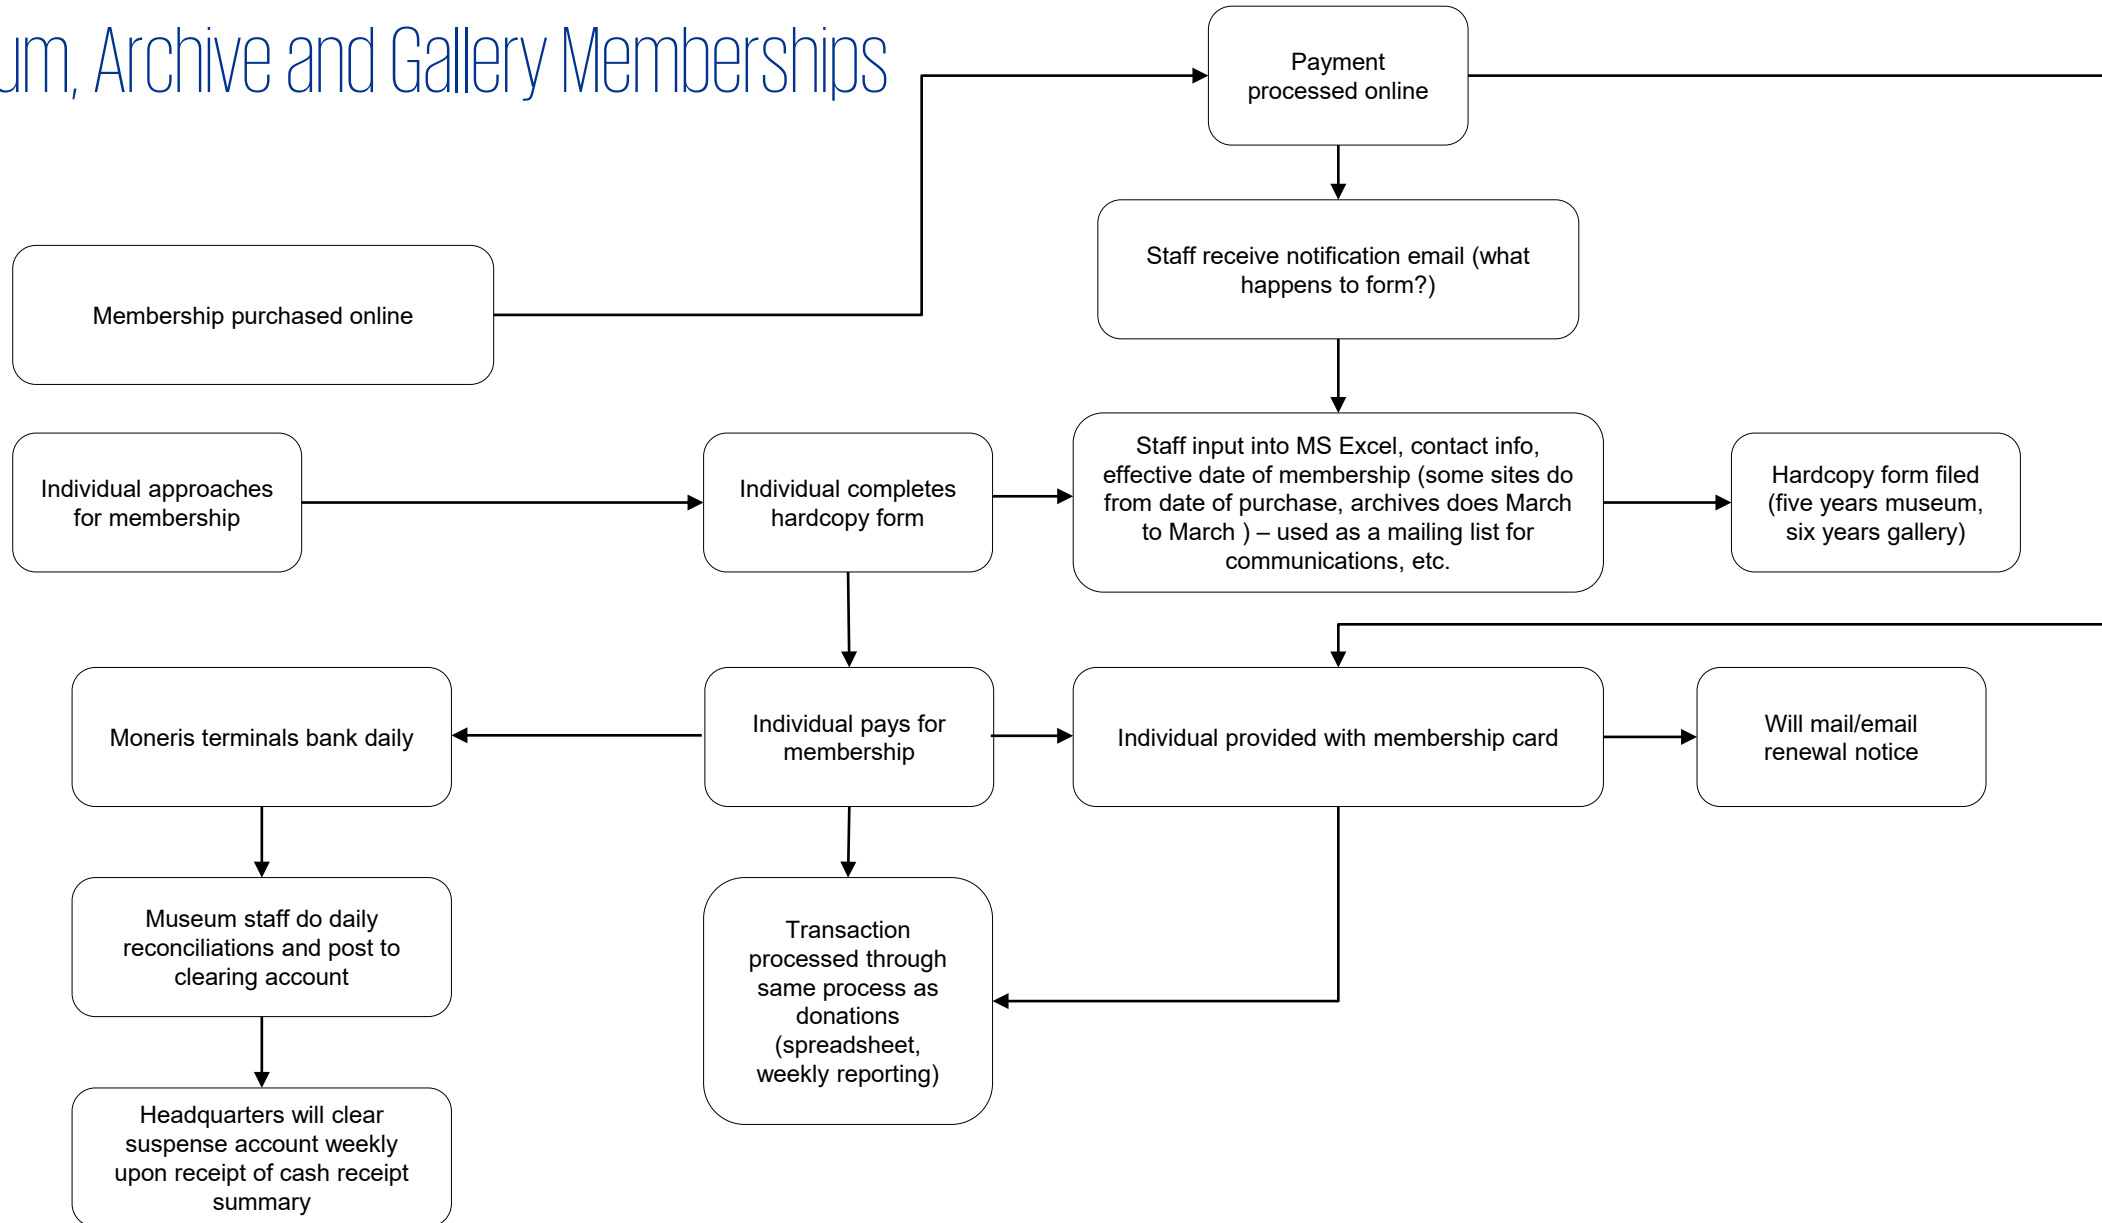 um, Archive and Gallery Memberships
Payment
processed online
Staff receive notification email (what
happens to form?)
Membership purchased online
Individual approaches
for membership
Individual completes
hardcopy form
Staff input into MS Excel, contact info,
effective date of membership (some sites do
from date of purchase, archives does March
to March ) – used as a mailing list for
communications, etc.
Hardcopy form filed
(five years museum,
six years gallery)
Moneris terminals bank daily
Individual pays for
membership
Individual provided with membership card
Will mail/email
renewal notice
Museum staff do daily
reconciliations and post to
clearing account
Transaction
processed through
same process as
donations
(spreadsheet,
weekly reporting)
Headquarters will clear
suspense account weekly
upon receipt of cash receipt
summary